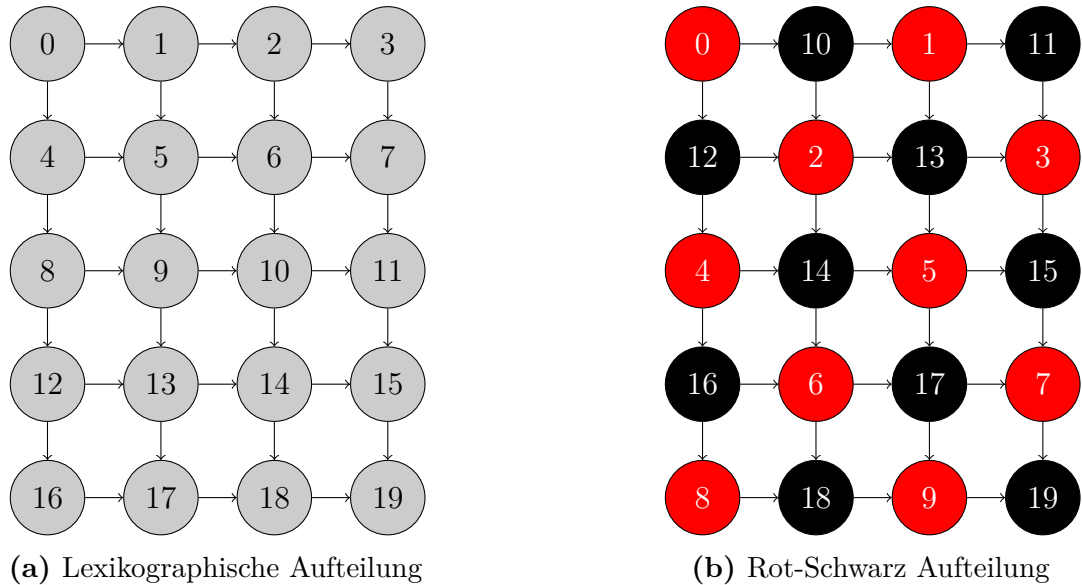 0 1 2 3 0 10 1 11
4 5 6 7 12 2 13 3
8 9 10 11 4 14 5 15
12 13 14 15 16 6 17 7
16 17 18 19 8 18 9 19
(a) Lexikographische Aufteilung (b) Rot-Schwarz Aufteilung